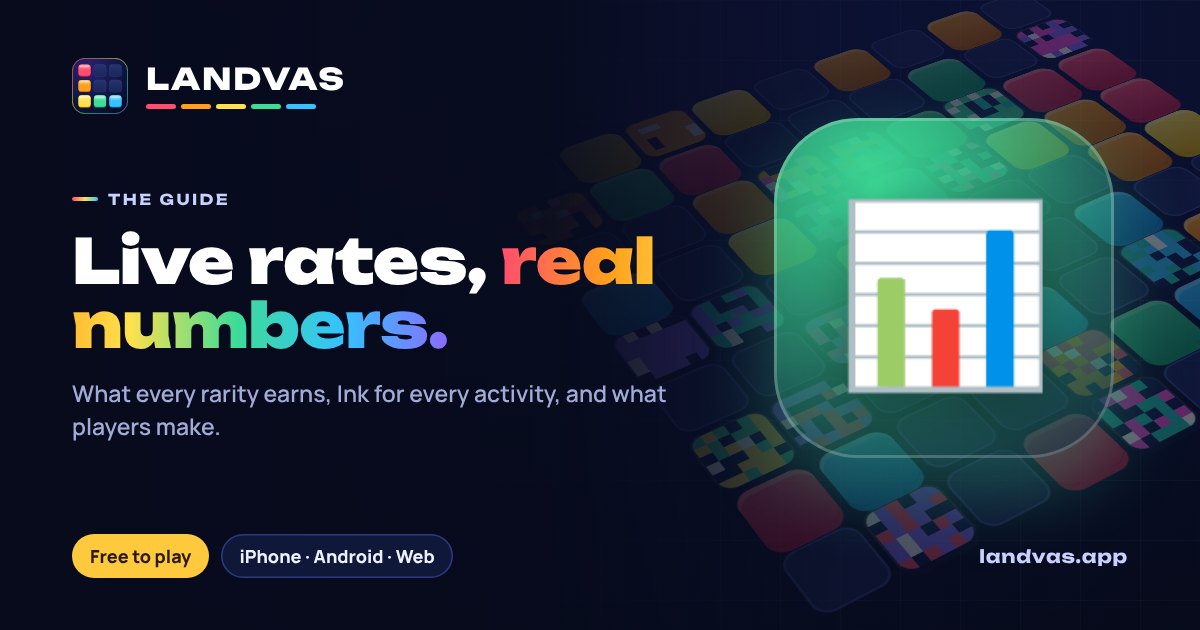 LANDVAS
THE GUIDE
Live rates, real
numbers.
What every rarity earns, Ink for every activity, and what
players make.
Free to play
iPhone · Android · Web
landvas.app